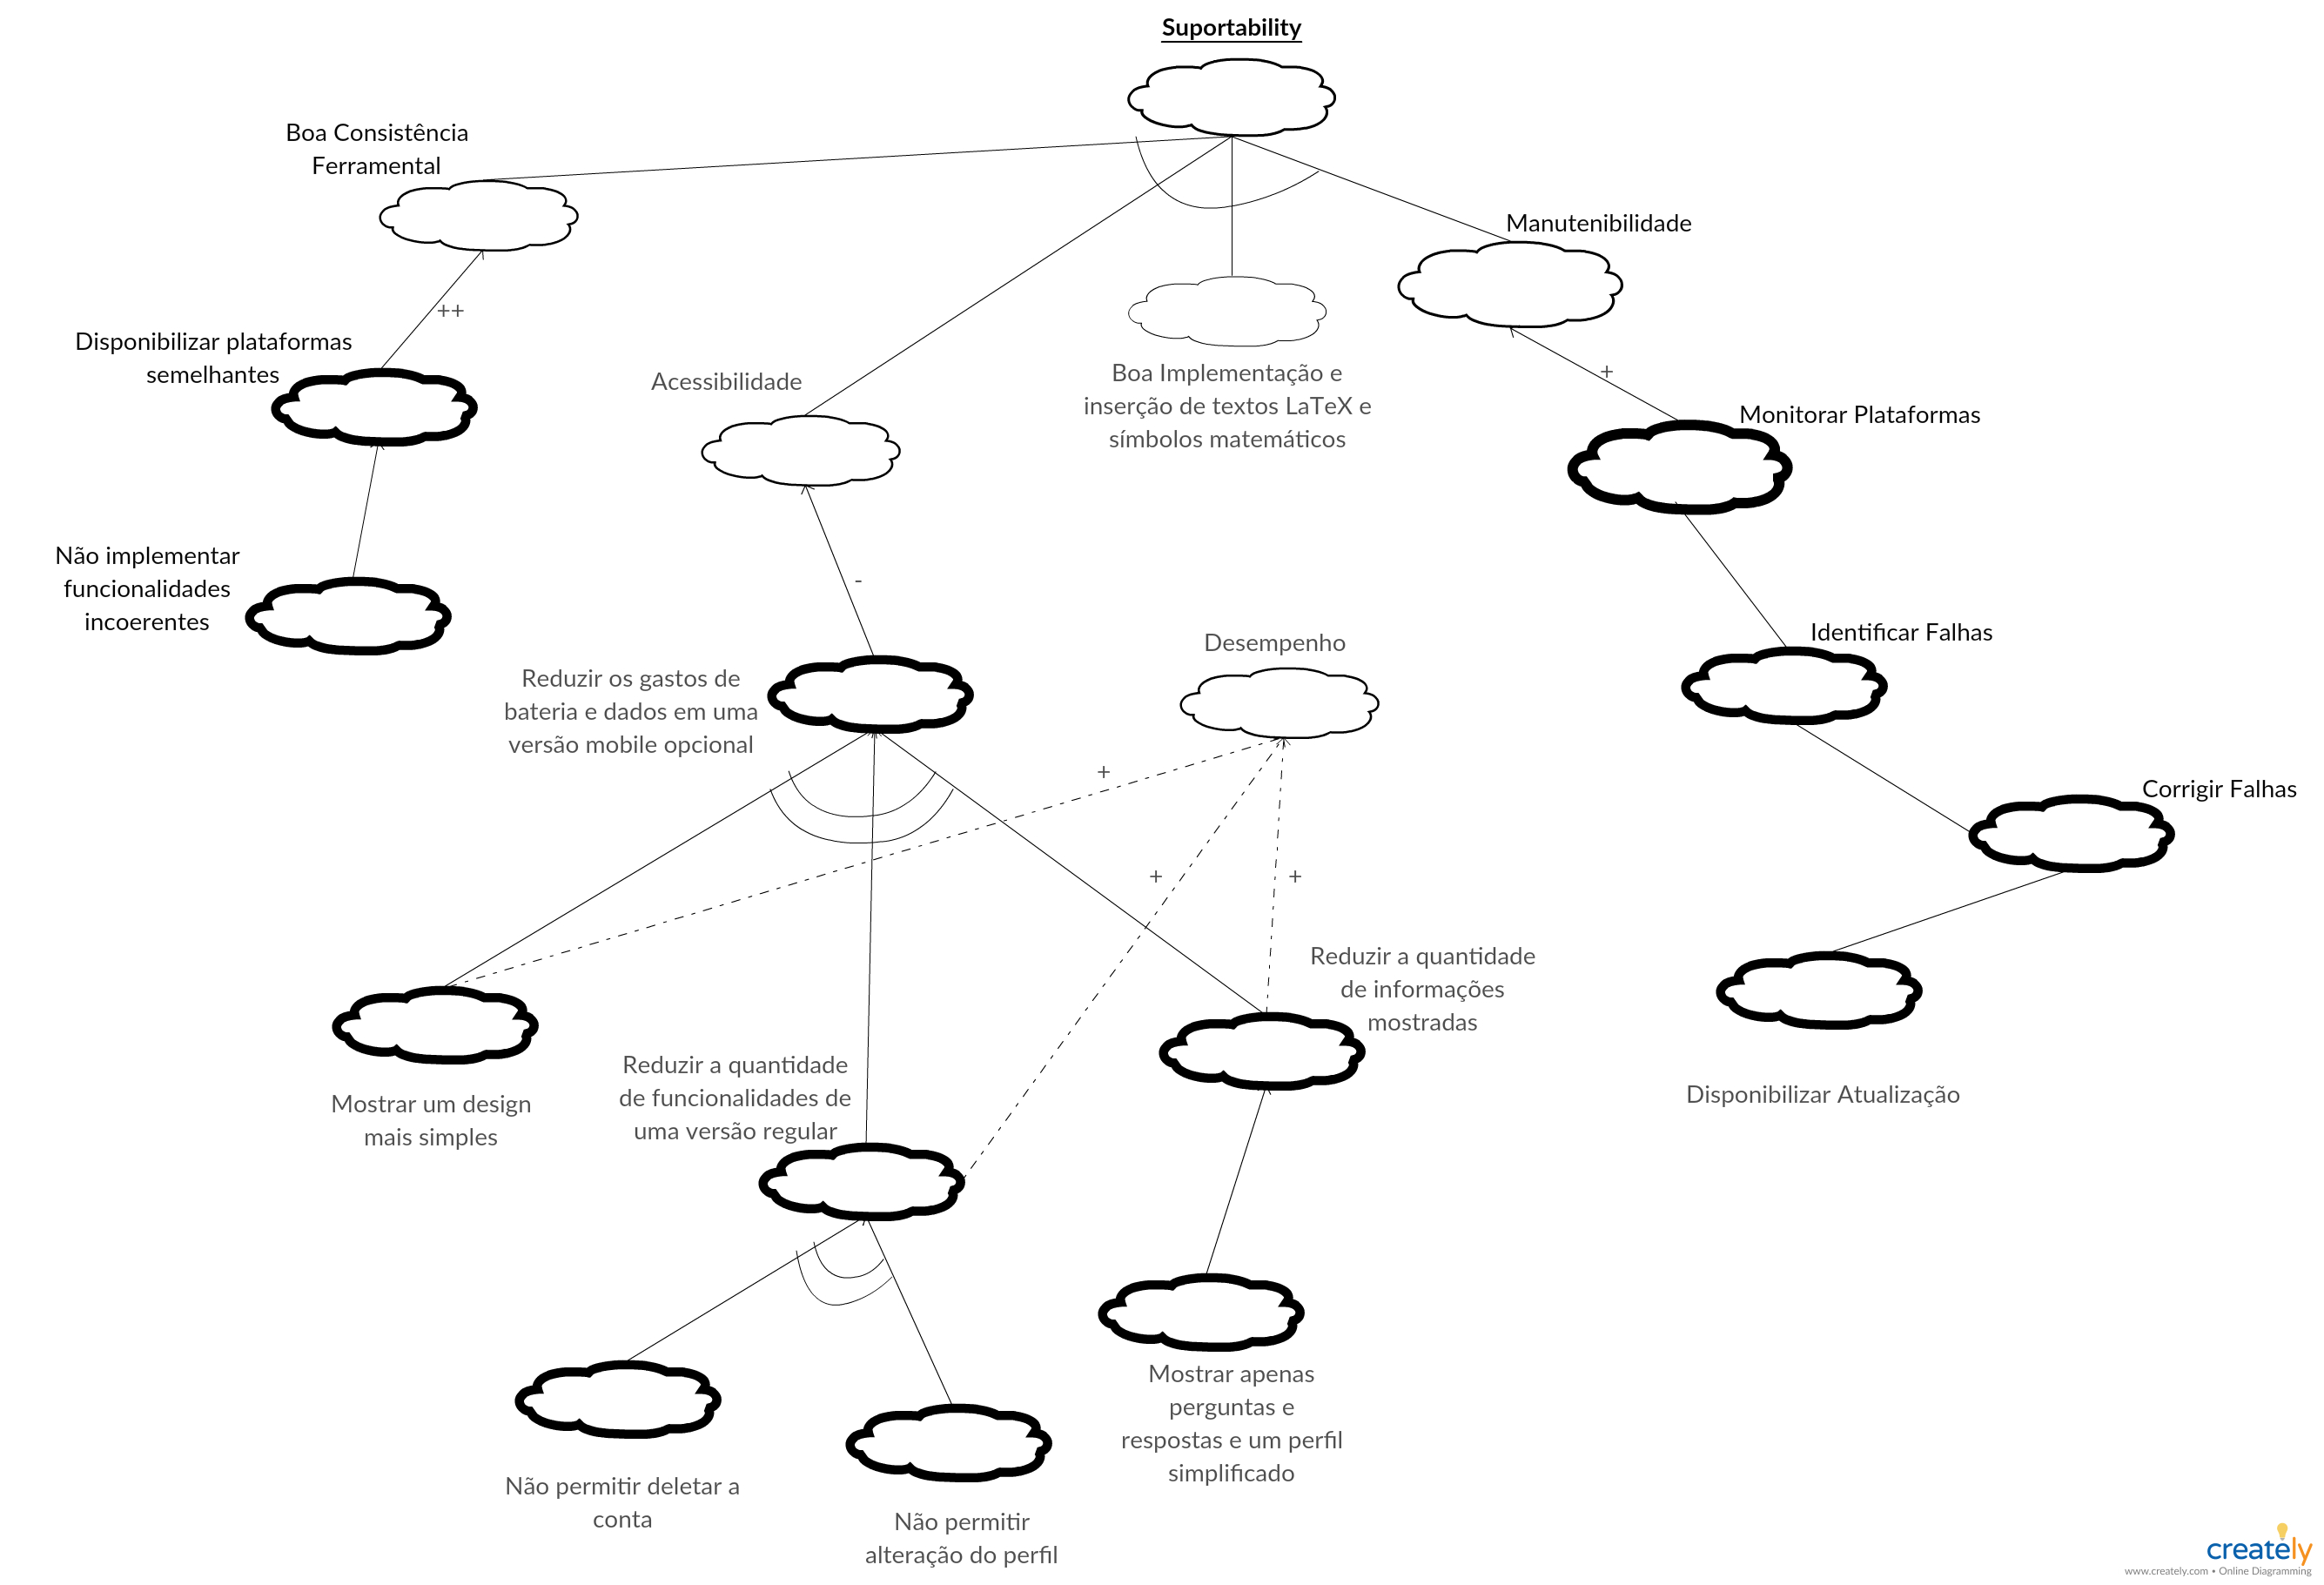 Suportability
Boa Consistência
Ferramental
Manutenibilidade
++
Disponibilizar plataformas
semelhantes
Acessibilidade
Boa Implementação e
inserção de textos LaTeX e
símbolos matemáticos
+
Monitorar Plataformas
Não implementar
funcionalidades
incoerentes
-
Identificar Falhas
Desempenho
Reduzir os gastos de
bateria e dados em uma
versão mobile opcional
+
Corrigir Falhas
+
+
Reduzir a quantidade
de informações
mostradas
Reduzir a quantidade
de funcionalidades de
uma versão regular
Mostrar um design
mais simples
Disponibilizar Atualização
Mostrar apenas
perguntas e
respostas e um perfil
simplificado
Não permitir deletar a
conta
Não permitir
alteração do perfil
creately
www.creately.com • Online Diagramming